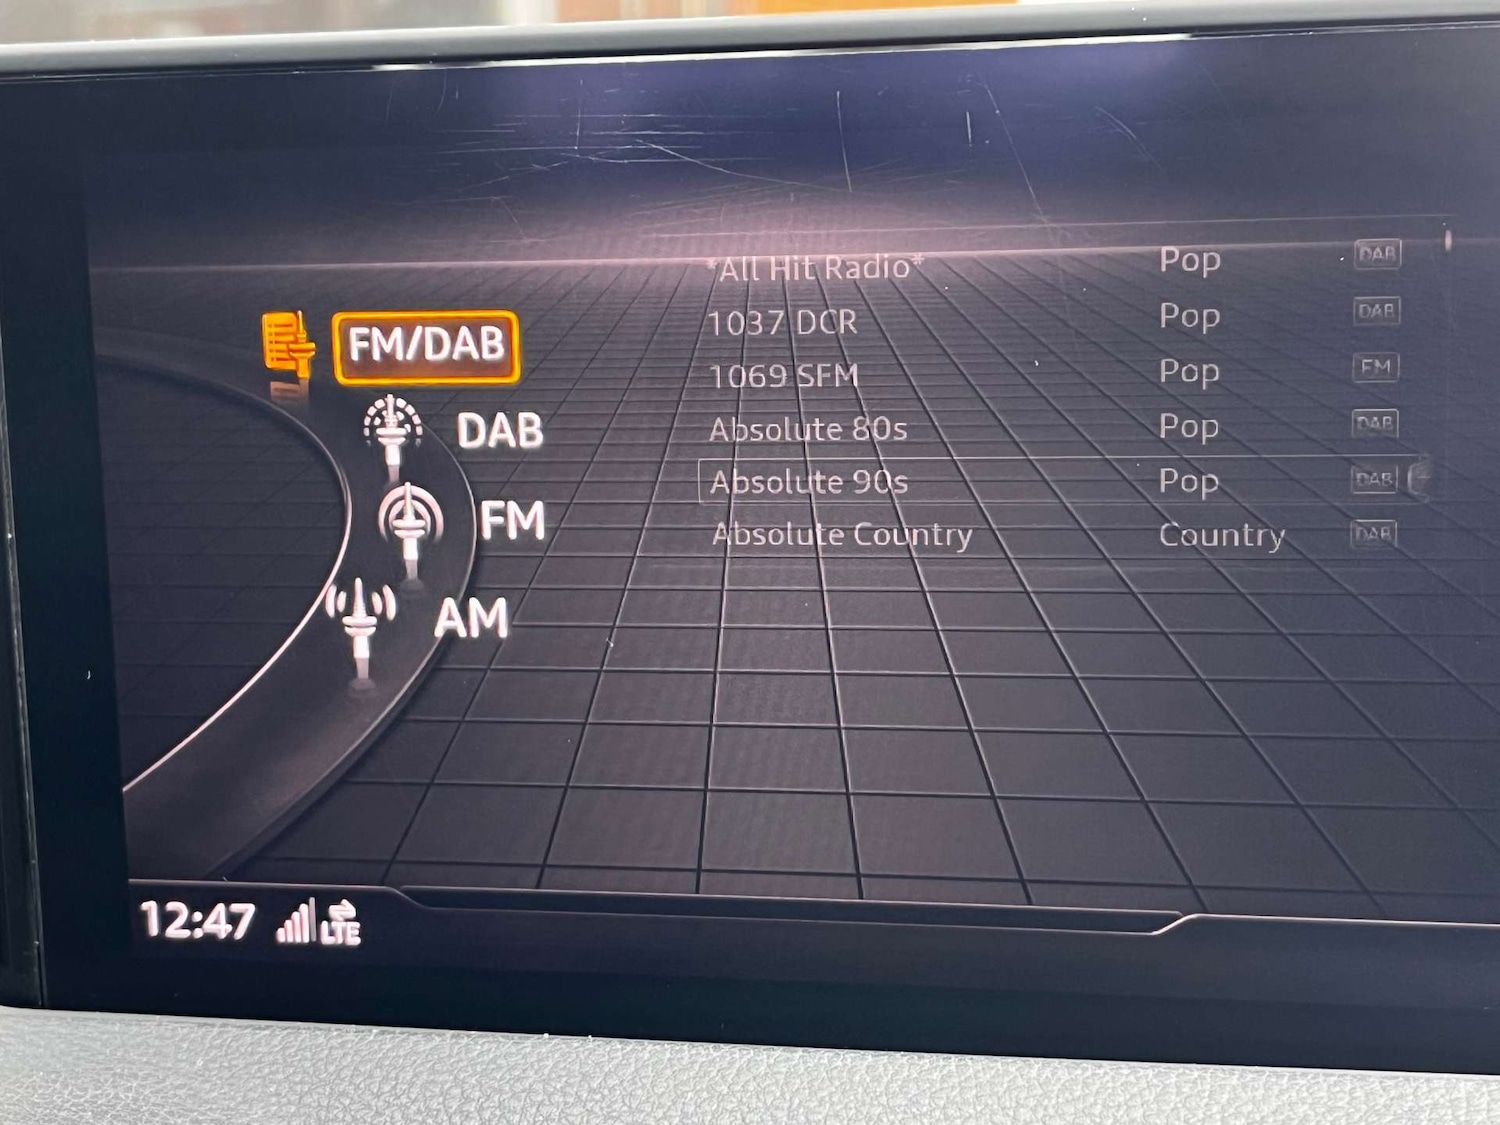 *All Hit Radio* Pop DAB
1037 DCR Pop DAB
1069 SFM Pop FM
Absolute 80s Pop DAB
Absolute 90s Pop DAB
Absolute Country Country DAB
FM/DAB
DAB
FM
AM
12:47 LTE